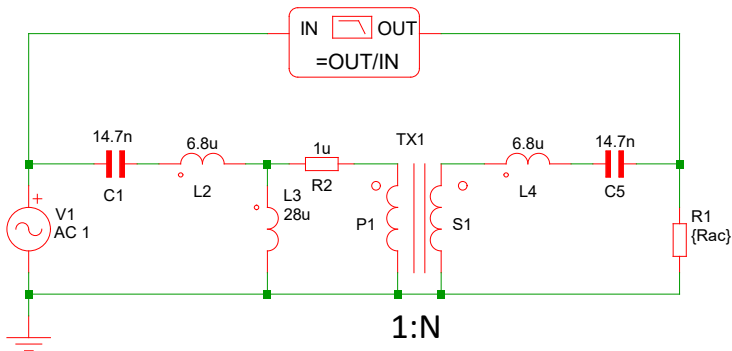 IN OUT
=OUT/IN
14.7n
C1
6.8u
L2
1u
R2
TX1
6.8u
L4
14.7n
C5
V1
AC 1
L3
28u
P1
S1
R1
{Rac}
1:N